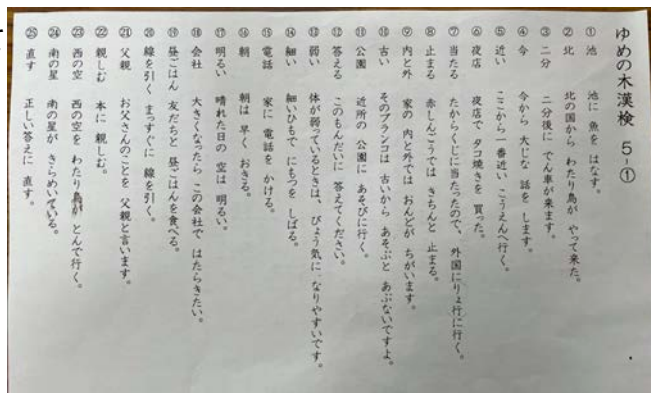 ゆめの木漢検 5-①
① 池 池に 魚を はなす。
② 北 北の国から わたり鳥が やって来た。
③ 二分 二分後に でん車が来ます。
④ 今 今から 大じな 話を します。
⑤ 近い ここから一番近い こうえんへ行く。
⑥ 夜店 夜店で タコ焼きを 買った。
⑦ 当たる たからくじに当たったので、 外国にりょ行に行く。
⑧ 止まる 赤しんごうでは きちんと 止まる。
⑨ 内と外 家の 内と外では おんどが ちがいます。
⑩ 古い そのブランコは 古いから あそぶと あぶないですよ。
⑪ 公園 近所の 公園に あそびに行く。
⑫ 答える このもんだいに 答えてください。
⑬ 弱い 体が弱っているときは、 びょう気に なりやすいです。
⑭ 細い 細いひもで にもつを しばる。
⑮ 電話 家に 電話を かける。
⑯ 朝 朝は 早く おきる。
⑰ 明るい 晴れた日の 空は 明るい。
⑱ 会社 大きくなったら この会社で はたらきたい。
⑲ 昼ごはん 友だちと 昼ごはんを食べる。
⑳ 線を引く まっすぐに 線を引く。
㉑ 父親 お父さんのことを 父親と言います。
㉒ 親しむ 本に 親しむ。
㉓ 西の空 西の空を わたり鳥が とんで行く。
㉔ 南の星 南の星が きらめいている。
㉕ 直す 正しい答えに 直す。